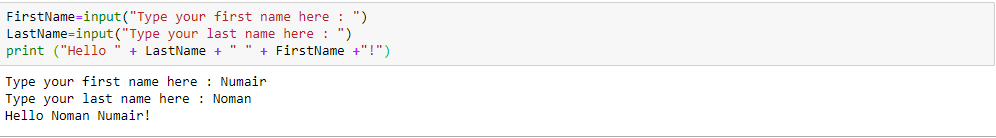 FirstName=input("Type your first name here : ")
LastName=input("Type your last name here : ")
print ("Hello " + LastName + " " + FirstName +"!")
Type your first name here : Numair
Type your last name here : Noman
Hello Noman Numair!